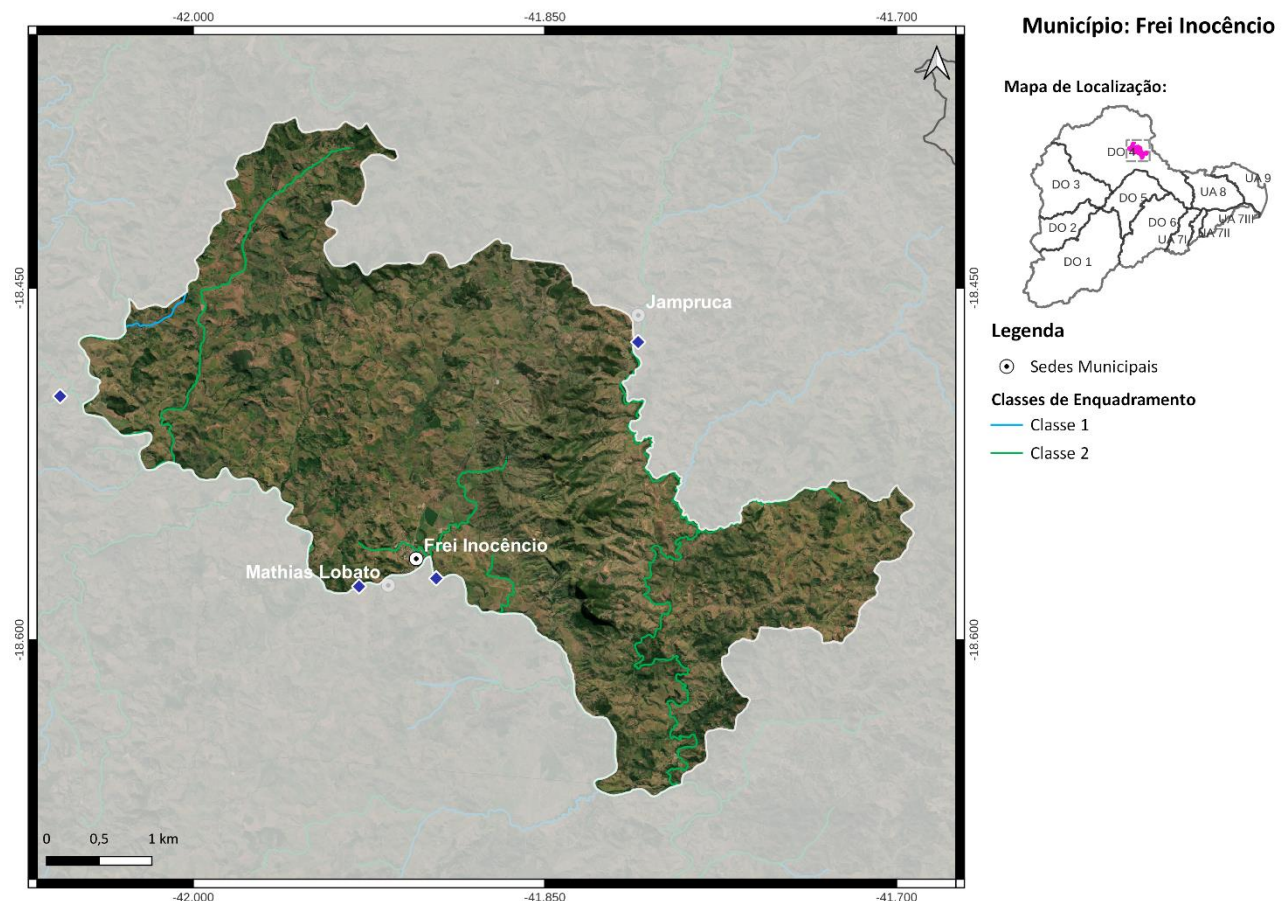 Município: Frei Inocêncio
-42.000
-41.850
-41.700
Mapa de Localização:
DO 4
DO 3
DO 5
UA 8
UA 9
DO 2
DO 6
UA 7III
UA 7II
UA 7I
DO 1
-18.450
-18.450
Jampruca
Legenda
Sedes Municipais
Classes de Enquadramento
Classe 1
Classe 2
Frei Inocêncio
Mathias Lobato
-18.600
-18.600
0 0,5 1 km
-42.000
-41.850
-41.700